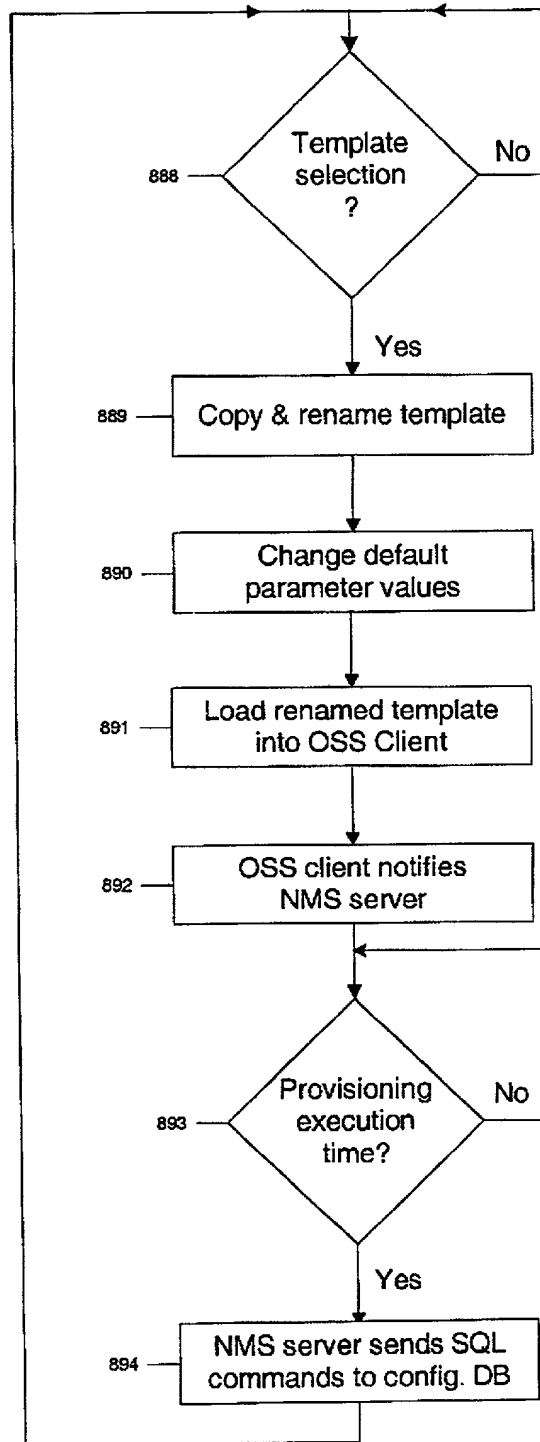 Template
selection
?
No
888
Yes
889
Copy & rename template
890
Change default
parameter values
891
Load renamed template
into OSS Client
892
OSS client notifies
NMS server
893
Provisioning
execution
time?
No
Yes
894
NMS server sends SQL
commands to config. DB